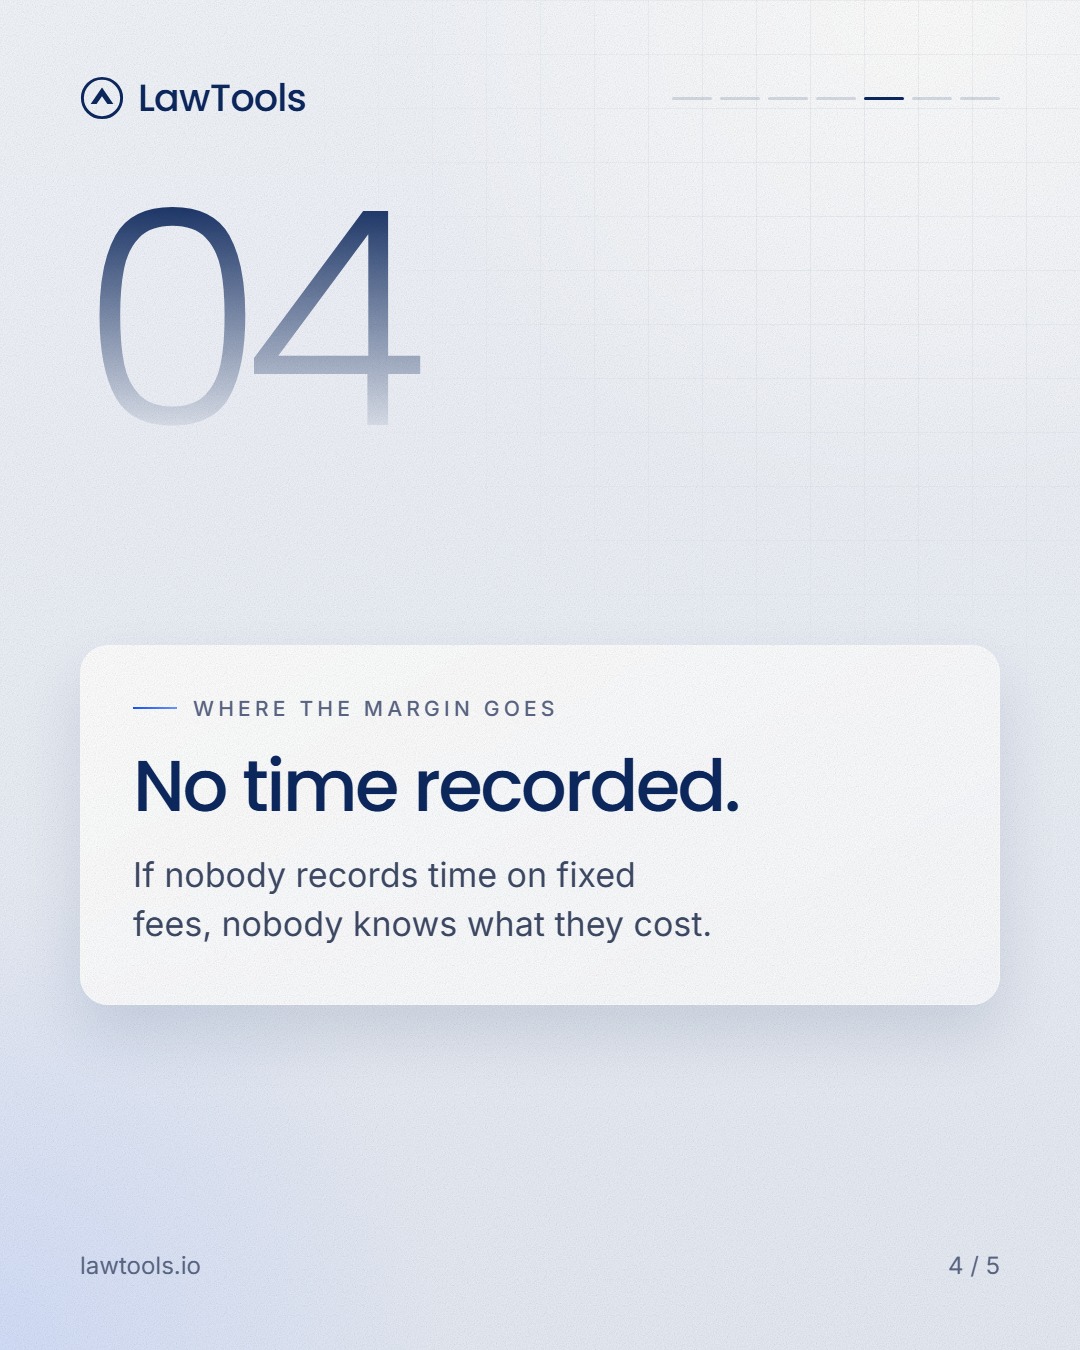 LawTools
04
WHERE THE MARGIN GOES
No time recorded.
If nobody records time on fixed
fees, nobody knows what they cost.
lawtools.io
4 / 5